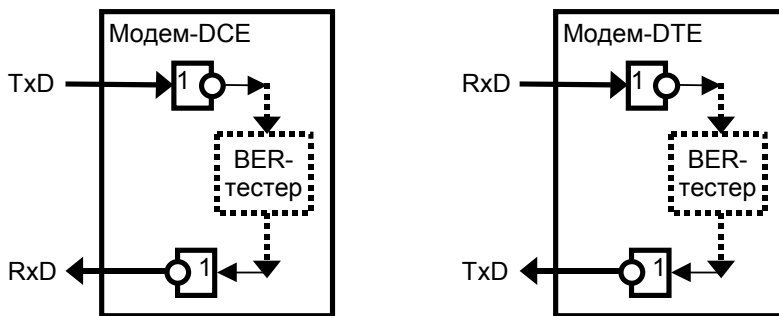 Модем-DCE
TxD
1
BER-
тестер
RxD
1
Модем-DTE
RxD
1
BER-
тестер
TxD
1